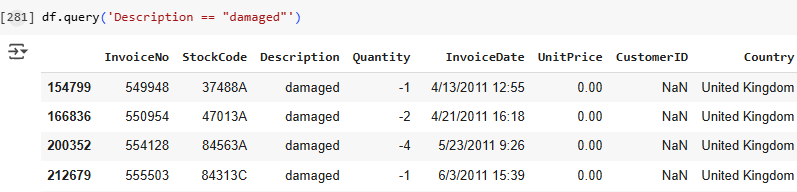 [281] df.query('Description == "damaged"')
InvoiceNo StockCode Description Quantity InvoiceDate UnitPrice CustomerID Country
154799 549948 37488A damaged -1 4/13/2011 12:55 0.00 NaN United Kingdom
166836 550954 47013A damaged -2 4/21/2011 16:18 0.00 NaN United Kingdom
200352 554128 84563A damaged -4 5/23/2011 9:26 0.00 NaN United Kingdom
212679 555503 84313C damaged -1 6/3/2011 15:39 0.00 NaN United Kingdom